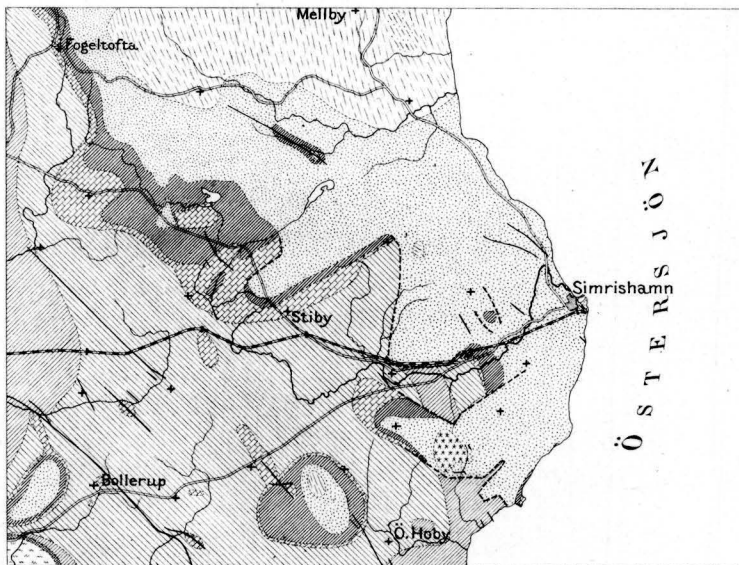 Mellby
Fogeltofta.
ÖSTERSJÖN
Simrishamn
Stiby
Bollerup
Ö. Hoby